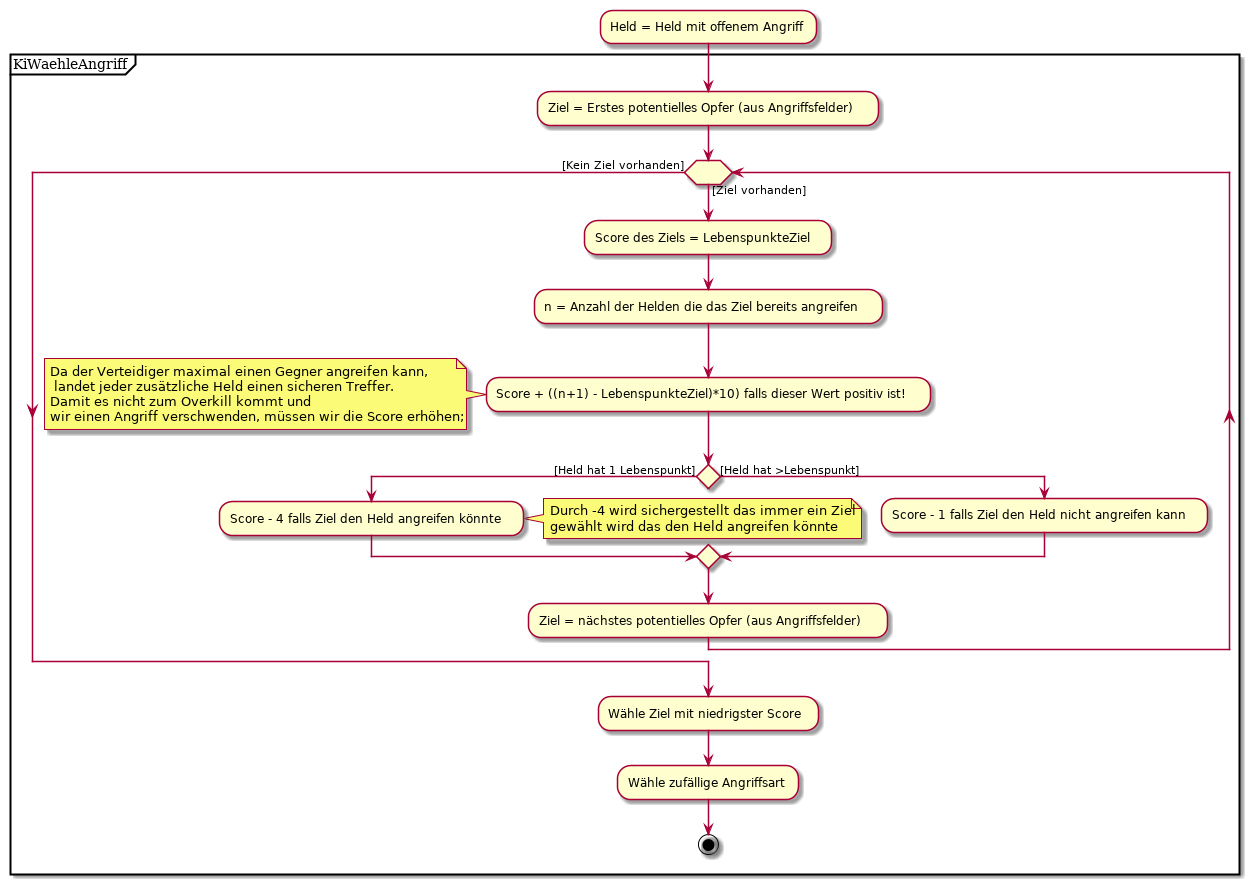 Held = Held mit offenem Angriff
KiWaehleAngriff
Ziel = Erstes potentielles Opfer (aus Angriffsfelder)
[Kein Ziel vorhanden]
[Ziel vorhanden]
Score des Ziels = LebenspunkteZiel
n = Anzahl der Helden die das Ziel bereits angreifen
Da der Verteidiger maximal einen Gegner angreifen kann,
landet jeder zusätzliche Held einen sicheren Treffer.
Damit es nicht zum Overkill kommt und
wir einen Angriff verschwenden, müssen wir die Score erhöhen;
Score + ((n+1) - LebenspunkteZiel)*10) falls dieser Wert positiv ist!
[Held hat 1 Lebenspunkt]
[Held hat >Lebenspunkt]
Score - 4 falls Ziel den Held angreifen könnte
Durch -4 wird sichergestellt das immer ein Ziel
gewählt wird das den Held angreifen könnte
Score - 1 falls Ziel den Held nicht angreifen kann
Ziel = nächstes potentielles Opfer (aus Angriffsfelder)
Wähle Ziel mit niedrigster Score
Wähle zufällige Angriffsart